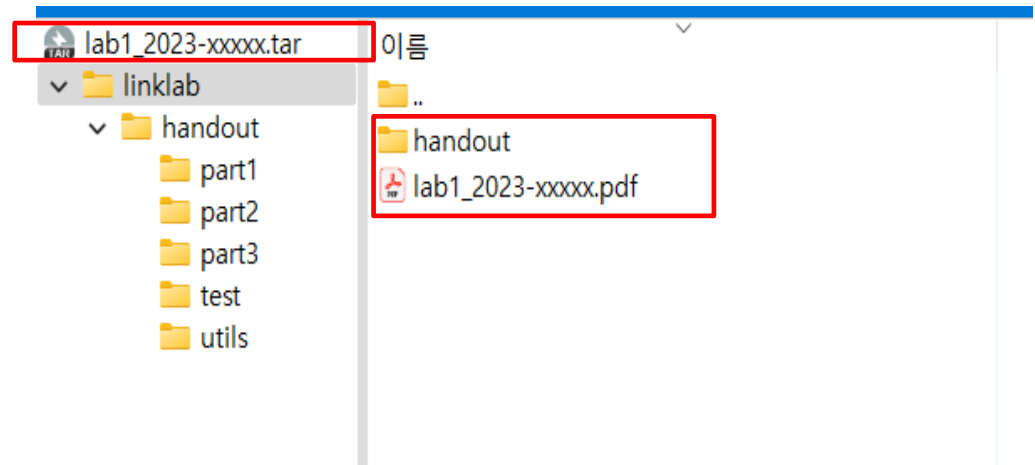 lab1_2023-xxxxx.tar
linklab
handout
part1
part2
part3
test
utils
이름
..
handout
lab1_2023-xxxxx.pdf